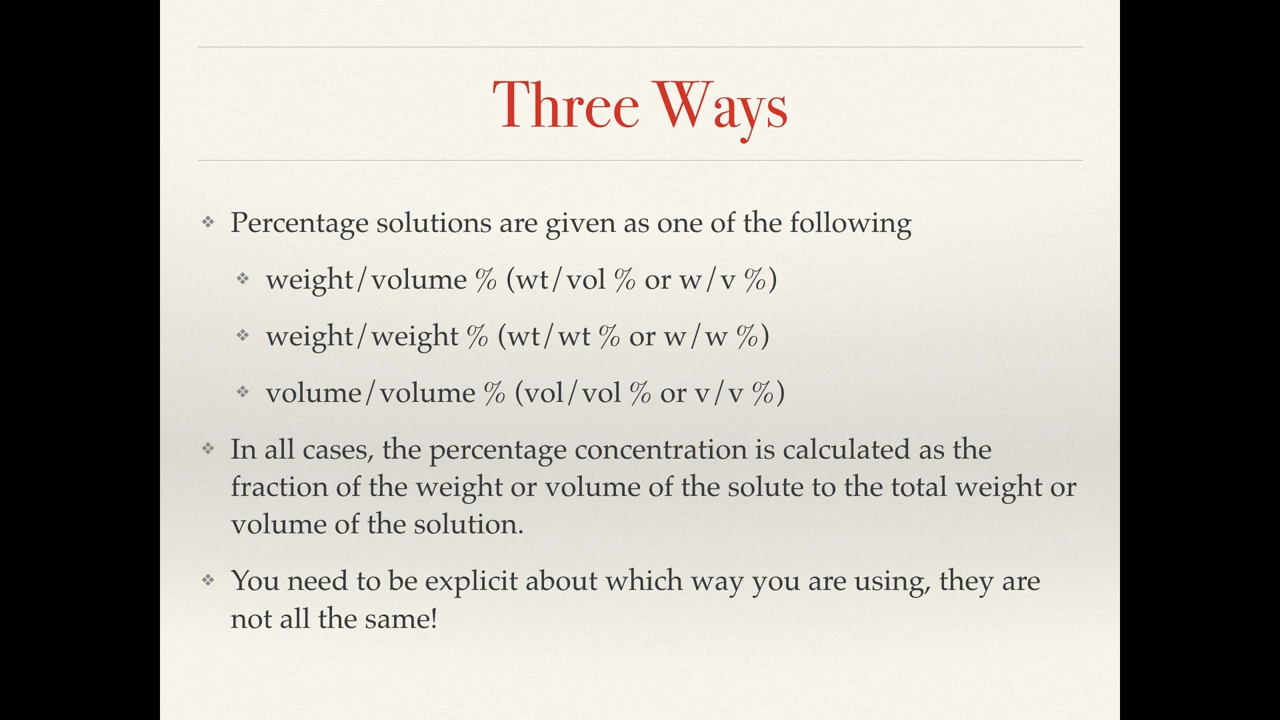 Three Ways
Percentage solutions are given as one of the following
weight/volume % (wt/vol % or w/v %)
weight/weight % (wt/wt % or w/w %)
volume/volume % (vol/vol % or v/v %)
In all cases, the percentage concentration is calculated as the
fraction of the weight or volume of the solute to the total weight or
volume of the solution.
You need to be explicit about which way you are using, they are
not all the same!